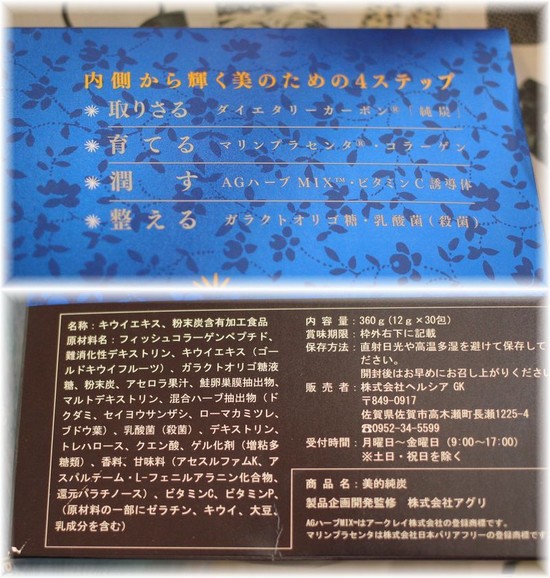 内側から輝く美のための4ステップ
取りさる ダイエタリーカーボン®「純炭」
育てる マリンプラセンタ®・コラーゲン
潤す AGハーブMIX™・ビタミンC誘導体
整える ガラクトオリゴ糖・乳酸菌(殺菌)
名称：キウイエキス、粉末炭含有加工食品
原材料名：フィッシュコラーゲンペプチド、
難消化性デキストリン、キウイエキス（ゴー
ルドキウイフルーツ）、ガラクトオリゴ糖液
糖、粉末炭、アセロラ果汁、鮭卵巣膜抽出物、
マルトデキストリン、混合ハーブ抽出物（ド
クダミ、セイヨウサンザシ、ローマカミツレ、
ブドウ葉）、乳酸菌（殺菌）、デキストリン、
トレハロース、クエン酸、ゲル化剤（増粘多
糖類）、香料、甘味料（アセスルファムK、ア
スパルテーム・L-フェニルアラニン化合物、
還元パラチノース）、ビタミンC、ビタミンP、
（原材料の一部にゼラチン、キウイ、大豆、
乳成分を含む）
内容量：360g（12g×30包）
賞味期限：枠外右下に記載
保存方法：直射日光や高温多湿を避けて保存して
ださい。
開封後はお早めにお召し上がりくだ
販売者：株式会社ヘルシア GK
〒849-0917
佐賀県佐賀市高木瀬町長瀬1225-4
☎0952-34-5599
受付時間：月曜日〜金曜日（9:00〜17:00）
※土日・祝日を除く
商品名：美的純炭
製品企画開発監修 株式会社アグリ
AGハーブMIX™はアークレイ株式会社の登録商標です。
マリンプラセンタは株式会社日本バリアフリーの登録商標です。